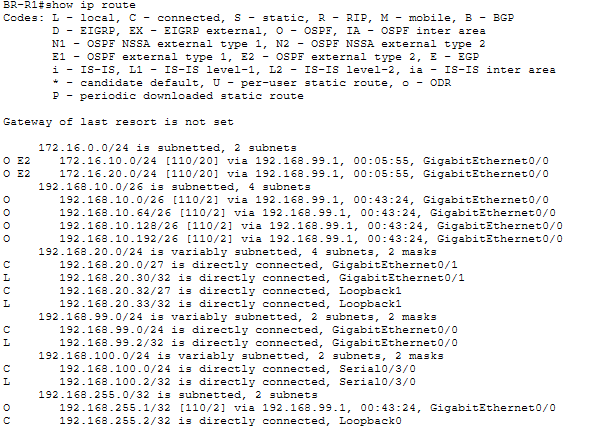 BR-R1#show ip route
Codes: L - local, C - connected, S - static, R - RIP, M - mobile, B - BGP
D - EIGRP, EX - EIGRP external, O - OSPF, IA - OSPF inter area
N1 - OSPF NSSA external type 1, N2 - OSPF NSSA external type 2
E1 - OSPF external type 1, E2 - OSPF external type 2, E - EGP
i - IS-IS, L1 - IS-IS level-1, L2 - IS-IS level-2, ia - IS-IS inter area
* - candidate default, U - per-user static route, o - ODR
P - periodic downloaded static route
Gateway of last resort is not set
172.16.0.0/24 is subnetted, 2 subnets
O E2 172.16.10.0/24 [110/20] via 192.168.99.1, 00:05:55, GigabitEthernet0/0
O E2 172.16.20.0/24 [110/20] via 192.168.99.1, 00:05:55, GigabitEthernet0/0
192.168.10.0/26 is subnetted, 4 subnets
O 192.168.10.0/26 [110/2] via 192.168.99.1, 00:43:24, GigabitEthernet0/0
O 192.168.10.64/26 [110/2] via 192.168.99.1, 00:43:24, GigabitEthernet0/0
O 192.168.10.128/26 [110/2] via 192.168.99.1, 00:43:24, GigabitEthernet0/0
O 192.168.10.192/26 [110/2] via 192.168.99.1, 00:43:24, GigabitEthernet0/0
192.168.20.0/24 is variably subnetted, 4 subnets, 2 masks
C 192.168.20.0/27 is directly connected, GigabitEthernet0/1
L 192.168.20.30/32 is directly connected, GigabitEthernet0/1
C 192.168.20.32/27 is directly connected, Loopback1
L 192.168.20.33/32 is directly connected, Loopback1
192.168.99.0/24 is variably subnetted, 2 subnets, 2 masks
C 192.168.99.0/24 is directly connected, GigabitEthernet0/0
L 192.168.99.2/32 is directly connected, GigabitEthernet0/0
192.168.100.0/24 is variably subnetted, 2 subnets, 2 masks
C 192.168.100.0/24 is directly connected, Serial0/3/0
L 192.168.100.2/32 is directly connected, Serial0/3/0
192.168.255.0/32 is subnetted, 2 subnets
O 192.168.255.1/32 [110/2] via 192.168.99.1, 00:43:24, GigabitEthernet0/0
C 192.168.255.2/32 is directly connected, Loopback0